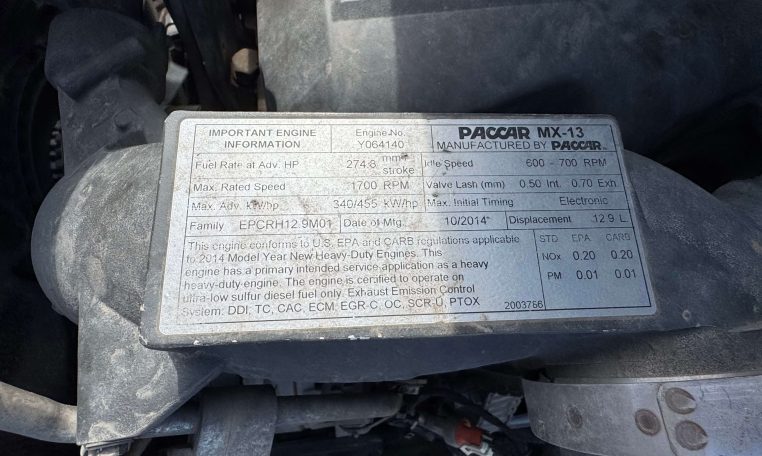 IMPORTANT ENGINE INFORMATION
Engine No. Y064140
PACCAR MX-13
MANUFACTURED BY PACCAR INC.
Fuel Rate at Adv. HP 274.8 mm³ stroke
Idle Speed 600 - 700 RPM
Max. Rated Speed 1700 RPM
Valve Lash (mm) 0.50 Int. 0.70 Exh.
Max. Adv. kW/hp 340/455 kW/hp
Max. Initial Timing Electronic
Family EPCRH12.9M01
Date of Mfg. 10/2014
Displacement 12.9 L
This engine conforms to U.S. EPA and CARB regulations applicable
to 2014 Model Year New Heavy-Duty Engines. This
engine has a primary intended service application as a heavy
heavy-duty engine. The engine is certified to operate on
ultra-low sulfur diesel fuel only. Exhaust Emission Control
System: DDI, TC, CAC, ECM, EGR-C, OC, SCR-U, PTOX
2003766
STD EPA CARB
NOx 0.20 0.20
PM 0.01 0.01